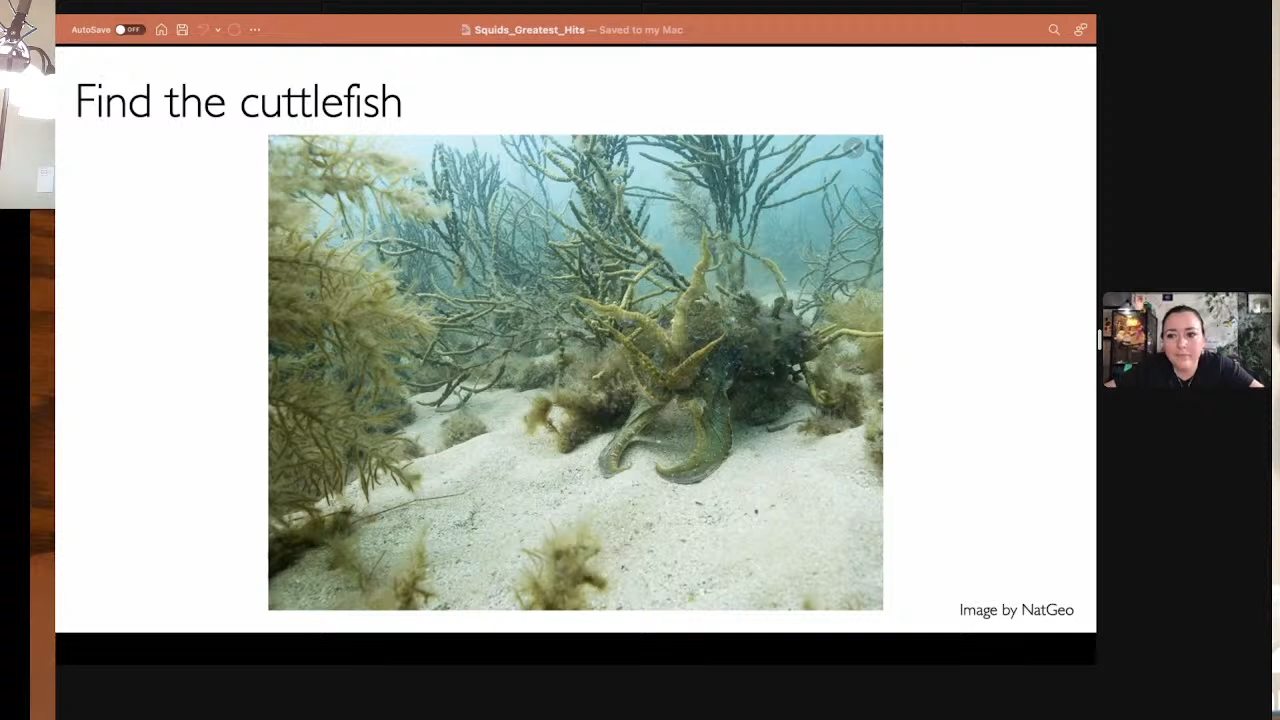 AutoSave OFF
Squids_Greatest_Hits — Saved to my Mac
Find the cuttlefish
Image by NatGeo